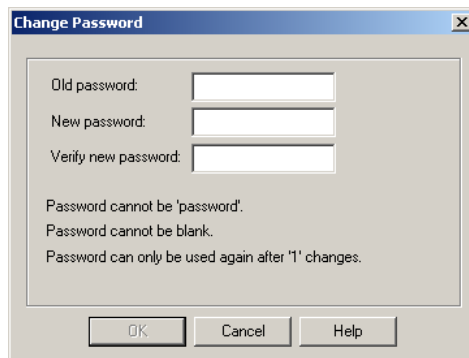 Change Password
Old password:
New password:
Verify new password:
Password cannot be 'password'.
Password cannot be blank.
Password can only be used again after '1' changes.
OK Cancel Help